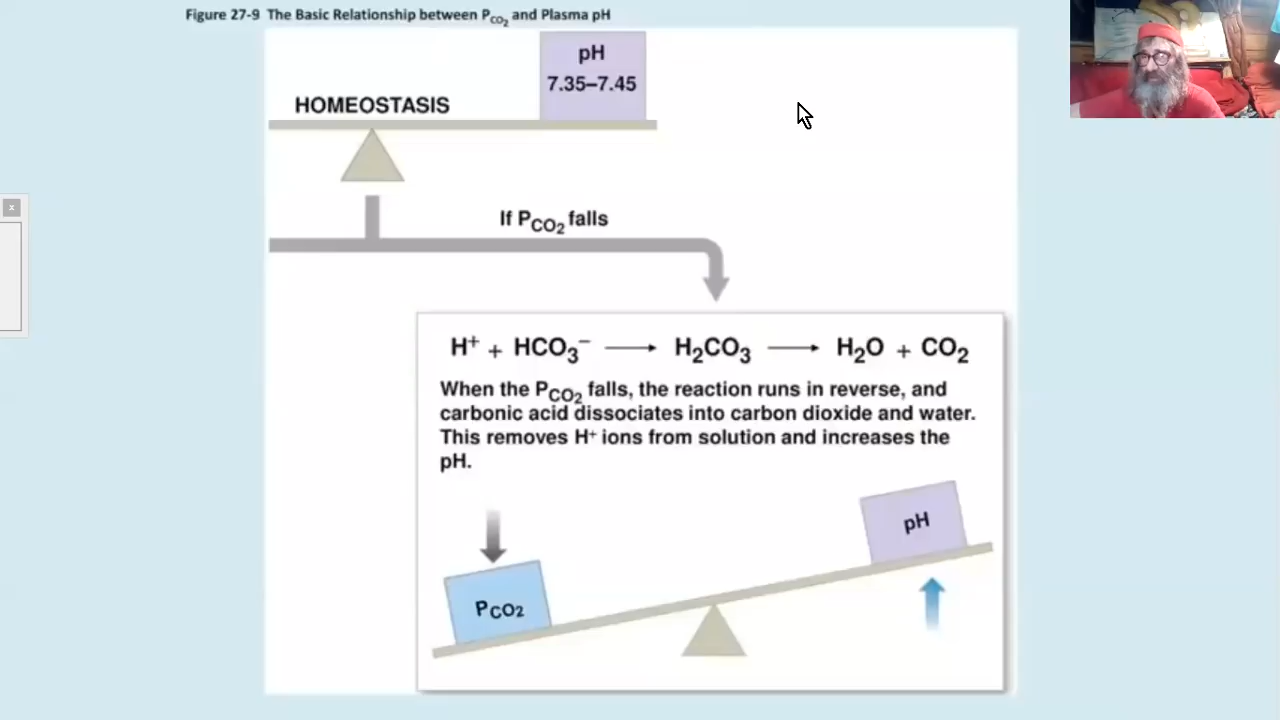 Figure 27-9 The Basic Relationship between PCO2 and Plasma pH
pH
7.35–7.45
HOMEOSTASIS
If PCO2 falls
H+ + HCO3− → H2CO3 → H2O + CO2
When the PCO2 falls, the reaction runs in reverse, and
carbonic acid dissociates into carbon dioxide and water.
This removes H+ ions from solution and increases the
pH.
pH
PCO2
x